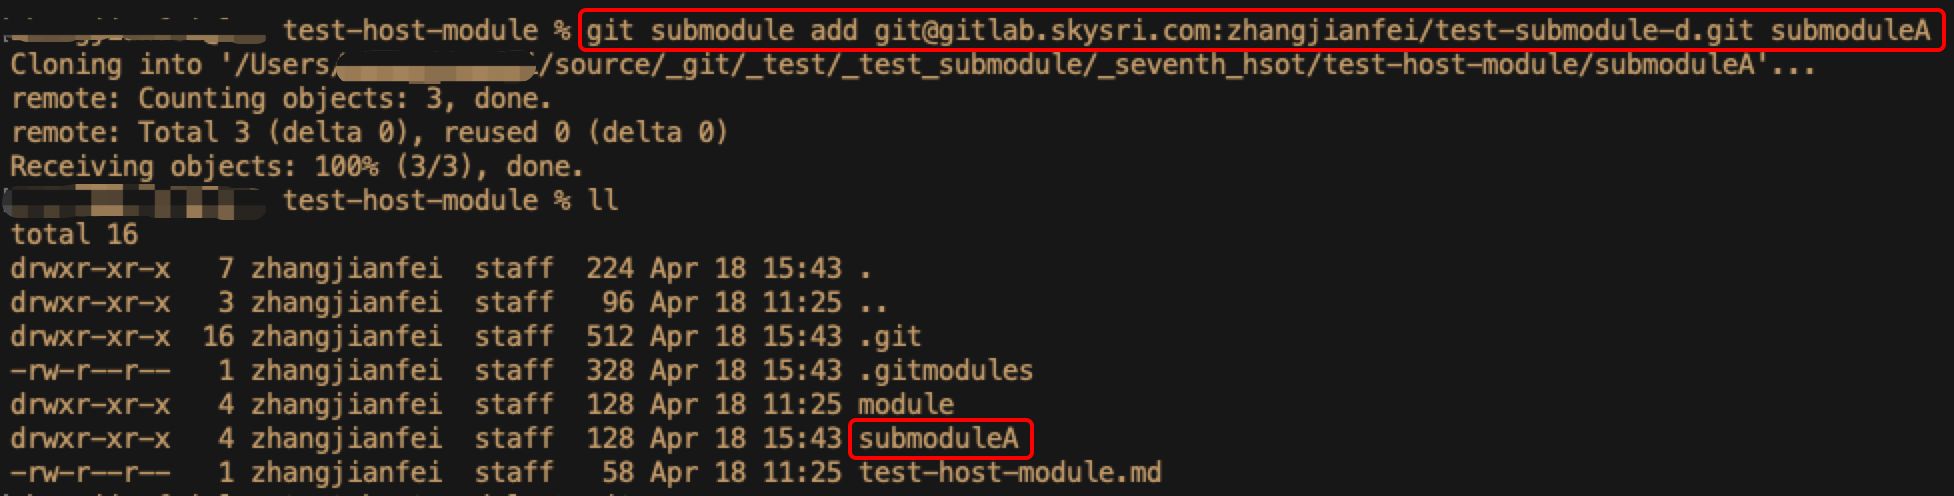 test-host-module % git submodule add git@gitlab.skysri.com:zhangjianfei/test-submodule-d.git submoduleA
Cloning into '/Users/ /source/_git/_test/_test_submodule/_seventh_hsot/test-host-module/submoduleA'...
remote: Counting objects: 3, done.
remote: Total 3 (delta 0), reused 0 (delta 0)
Receiving objects: 100% (3/3), done.
test-host-module % ll
total 16
drwxr-xr-x   7 zhangjianfei  staff  224 Apr 18 15:43 .
drwxr-xr-x   3 zhangjianfei  staff   96 Apr 18 11:25 ..
drwxr-xr-x  16 zhangjianfei  staff  512 Apr 18 15:43 .git
-rw-r--r--   1 zhangjianfei  staff  328 Apr 18 15:43 .gitmodules
drwxr-xr-x   4 zhangjianfei  staff  128 Apr 18 11:25 module
drwxr-xr-x   4 zhangjianfei  staff  128 Apr 18 15:43 submoduleA
-rw-r--r--   1 zhangjianfei  staff   58 Apr 18 11:25 test-host-module.md